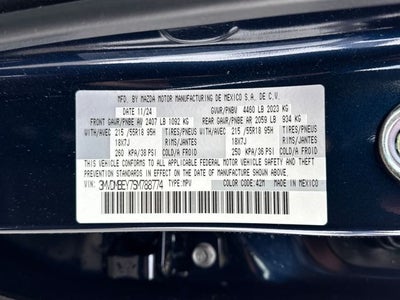 MFD. BY MAZDA MOTOR MANUFACTURING DE MEXICO S.A. DE C.V.
DATE 11/24 GVWR/PNBV 4460 LB 2023 KG
FRONT GAWR/PNBE AV 2407 LB 1092 KG REAR GAWR/PNBE AR 2059 LB 934 KG
WITH/AVEC 215/55R18 95H TIRES/PNEUS WITH/AVEC 215/55R18 95H TIRES/PNEUS
18X7J RIMS/JANTES 18X7J RIMS/JANTES
250 KPA/36 PSI COLD/A FROID 250 KPA/36 PSI COLD/A FROID
THIS VEHICLE CONFORMS TO ALL APPLICABLE FEDERAL MOTOR VEHICLE SAFETY AND THEFT
PREVENTION STANDARDS IN EFFECT ON THE DATE OF MANUFACTURE SHOWN ABOVE.
VIN: 3MVDMBEY7SM788774 TYPE:MPV COLOR CODE:42M MADE IN MEXICO